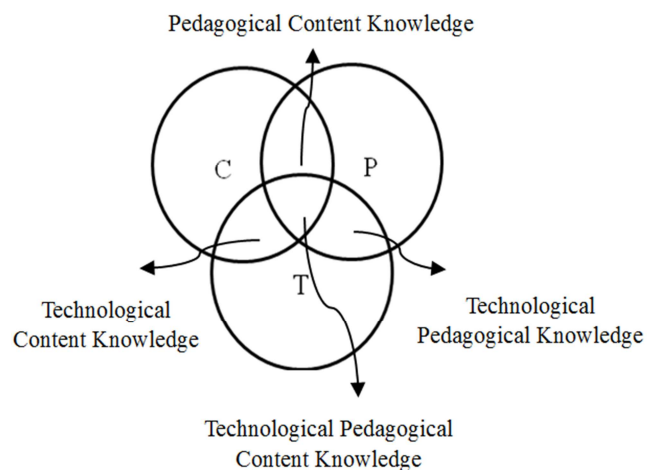 Pedagogical Content Knowledge
C
P
T
Technological
Content Knowledge
Technological
Pedagogical Knowledge
Technological Pedagogical
Content Knowledge